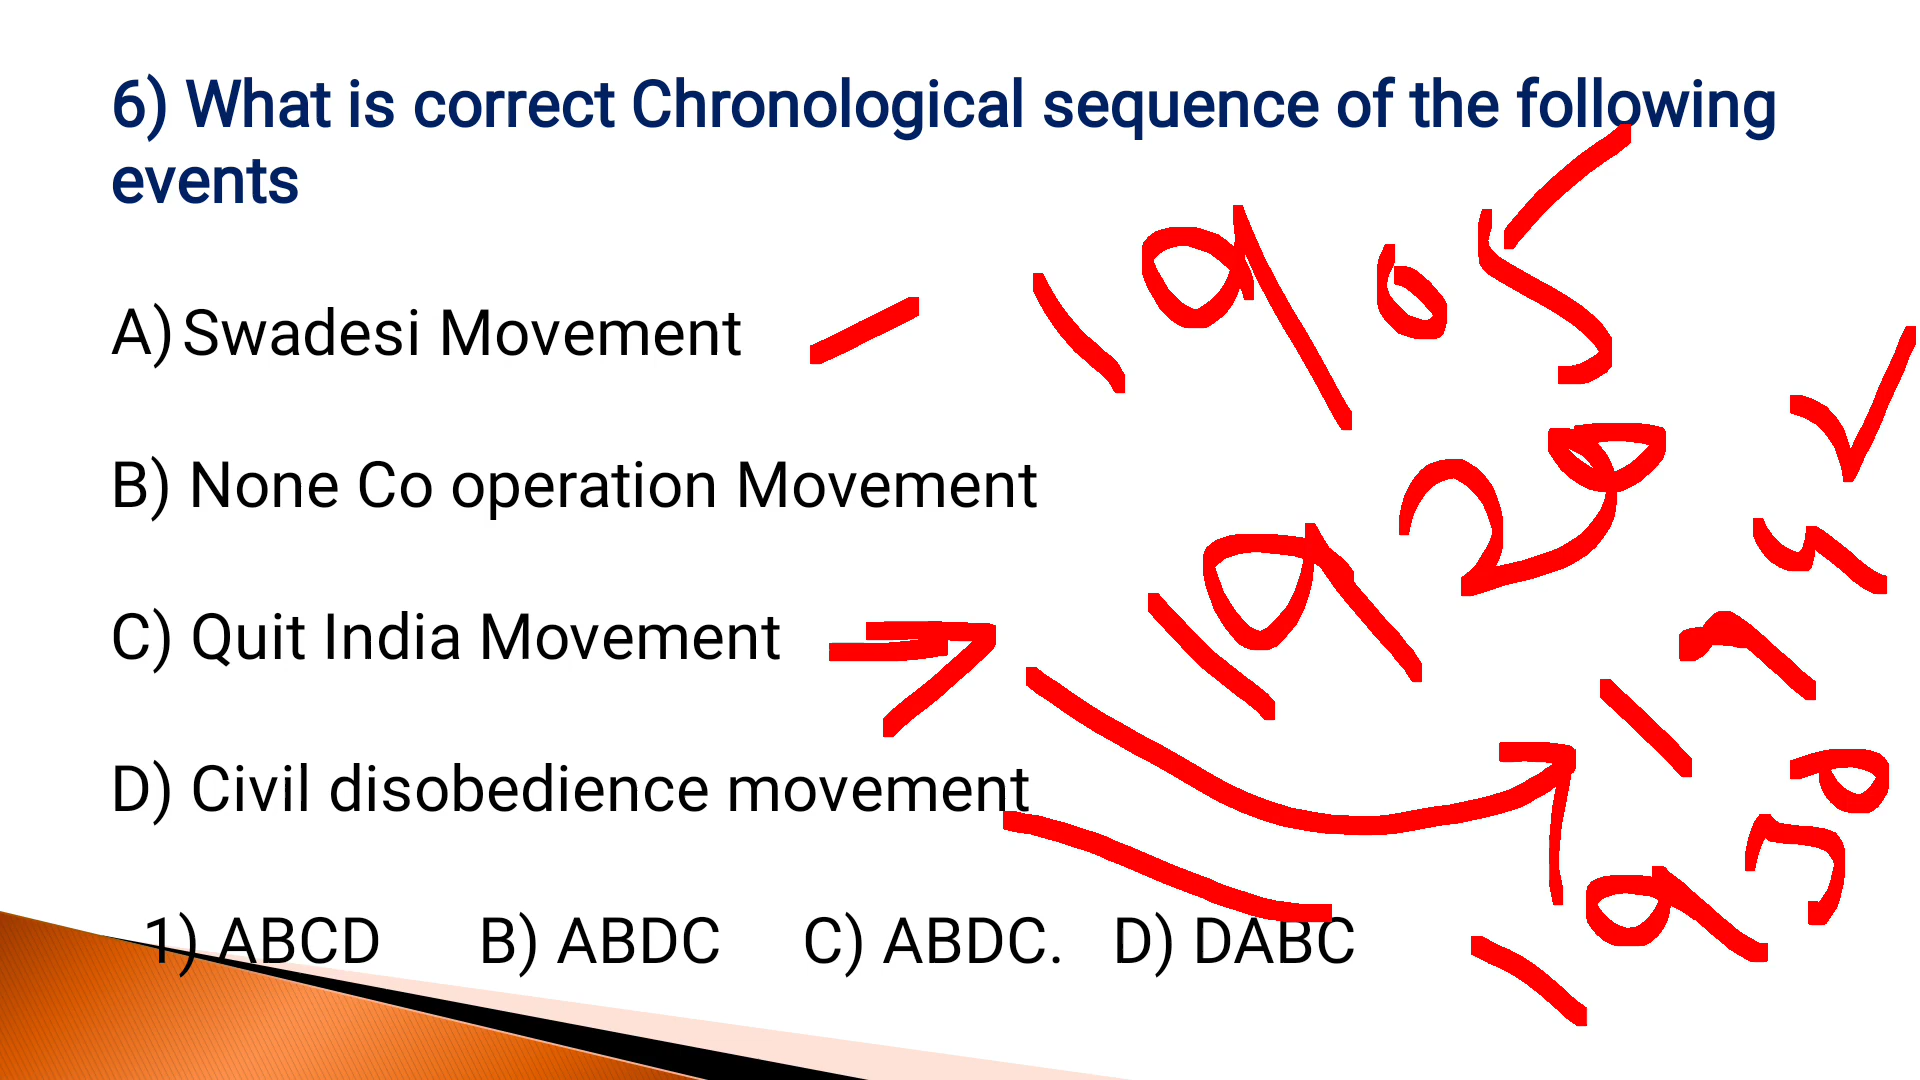 6) What is correct Chronological sequence of the following
events
A) Swadesi Movement 1905
B) None Co operation Movement 1920
C) Quit India Movement
D) Civil disobedience movement 1930
1) ABCD B) ABDC C) ABDC. D) DABC